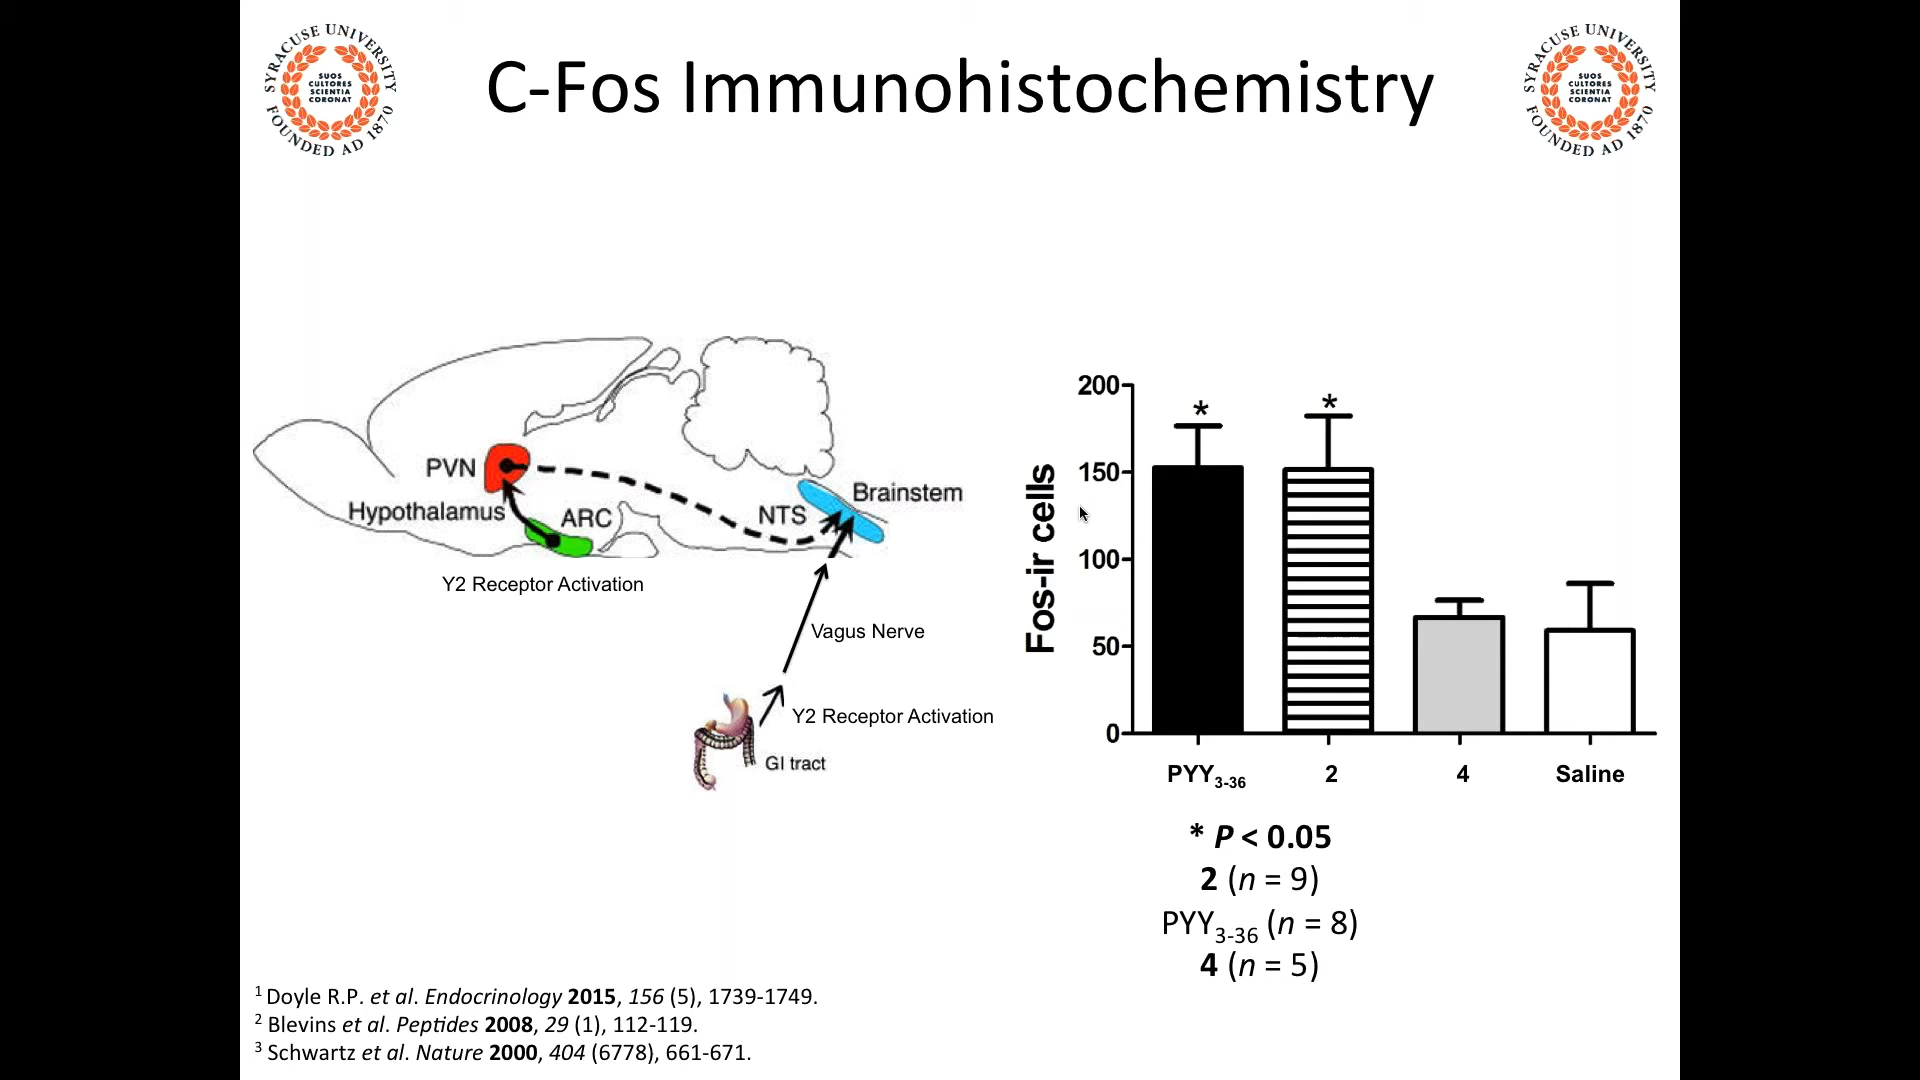 SYRACUSE UNIVERSITY
FOUNDED AD 1870
SUOS
CULTORES
SCIENTIA
CORONAT
C-Fos Immunohistochemistry
SYRACUSE UNIVERSITY
FOUNDED AD 1870
SUOS
CULTORES
SCIENTIA
CORONAT
PVN
Hypothalamus
ARC
NTS
Brainstem
Y2 Receptor Activation
Vagus Nerve
Y2 Receptor Activation
GI tract
Fos-ir cells
200
150
100
50
0
*
*
PYY3-36 2 4 Saline
* P < 0.05
2 (n = 9)
PYY3-36 (n = 8)
4 (n = 5)
1 Doyle R.P. et al. Endocrinology 2015, 156 (5), 1739-1749.
2 Blevins et al. Peptides 2008, 29 (1), 112-119.
3 Schwartz et al. Nature 2000, 404 (6778), 661-671.